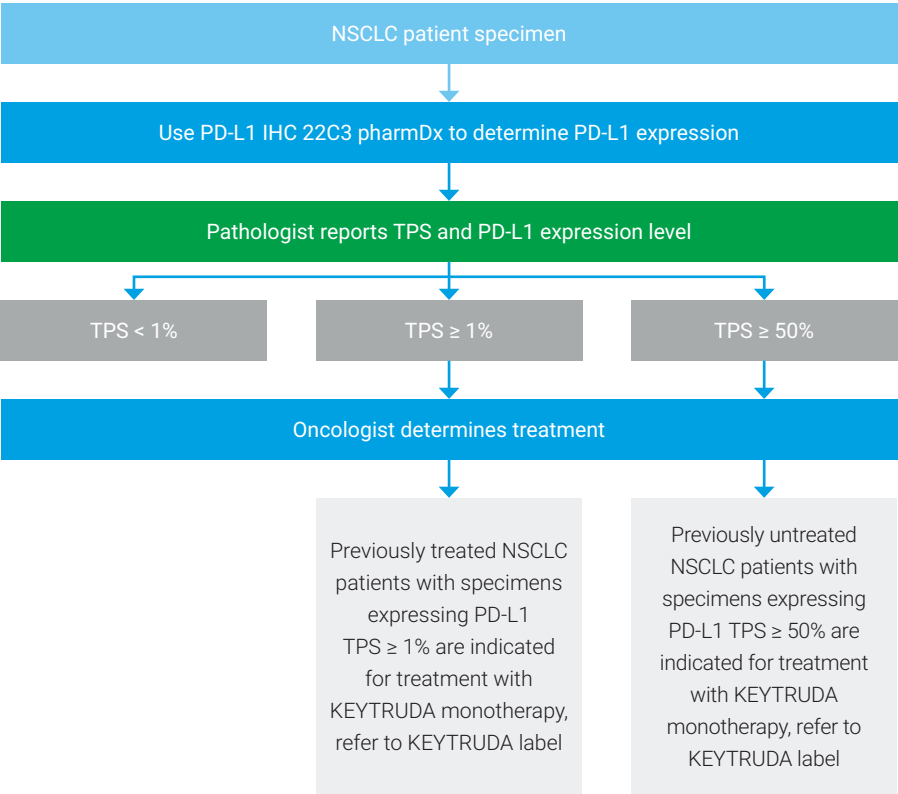 NSCLC patient specimen
Use PD-L1 IHC 22C3 pharmDx to determine PD-L1 expression
Pathologist reports TPS and PD-L1 expression level
TPS < 1%
TPS ≥ 1%
TPS ≥ 50%
Oncologist determines treatment
Previously treated NSCLC
patients with specimens
expressing PD-L1
TPS ≥ 1% are indicated
for treatment with
KEYTRUDA monotherapy,
refer to KEYTRUDA label
Previously untreated
NSCLC patients with
specimens expressing
PD-L1 TPS ≥ 50% are
indicated for treatment
with KEYTRUDA
monotherapy, refer to
KEYTRUDA label